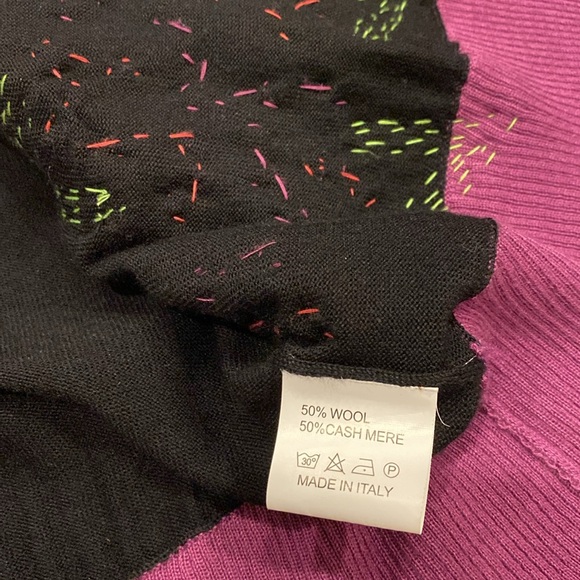 50% WOOL
50%CASH MERE
30° P
MADE IN ITALY